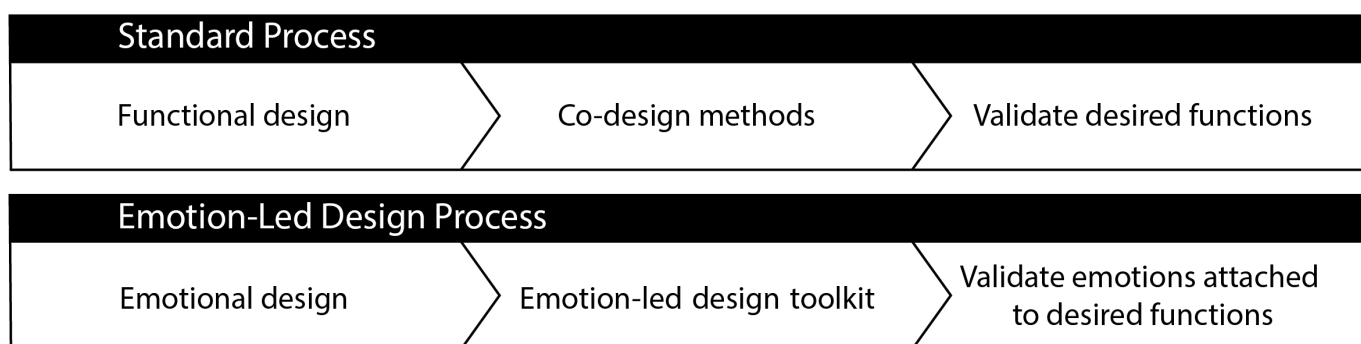 Standard Process
Functional design
Co-design methods
Validate desired functions
Emotion-Led Design Process
Emotional design
Emotion-led design toolkit
Validate emotions attached
to desired functions